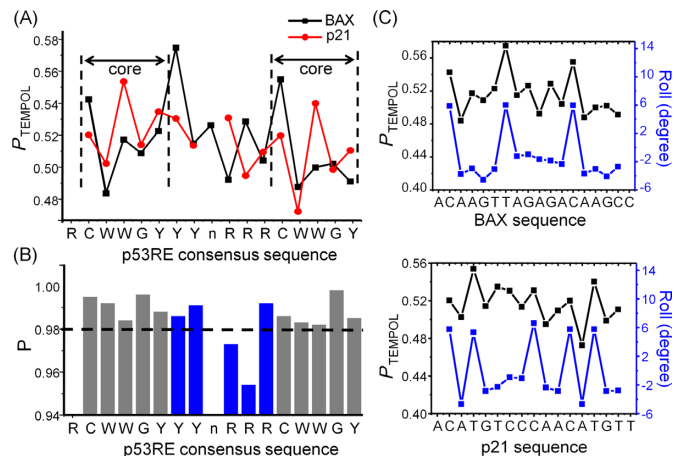 (A)
BAX
p21
core
core
0.58
0.56
0.54
0.52
0.50
0.48
P TEMPOL
R C W W G Y Y Y n R R R C W W G Y
p53RE consensus sequence
(B)
1.00
0.98
0.96
0.94
P
R C W W G Y Y Y n R R R C W W G Y
p53RE consensus sequence
(C)
0.56
0.52
0.48
0.44
0.40
P TEMPOL
14
10
6
2
-2
-6
Roll (degree)
ACAAGTTAGAGACAAGCC
BAX sequence
0.56
0.52
0.48
0.44
0.40
P TEMPOL
14
10
6
2
-2
-6
Roll (degree)
ACATGTCCCAACATGTT
p21 sequence